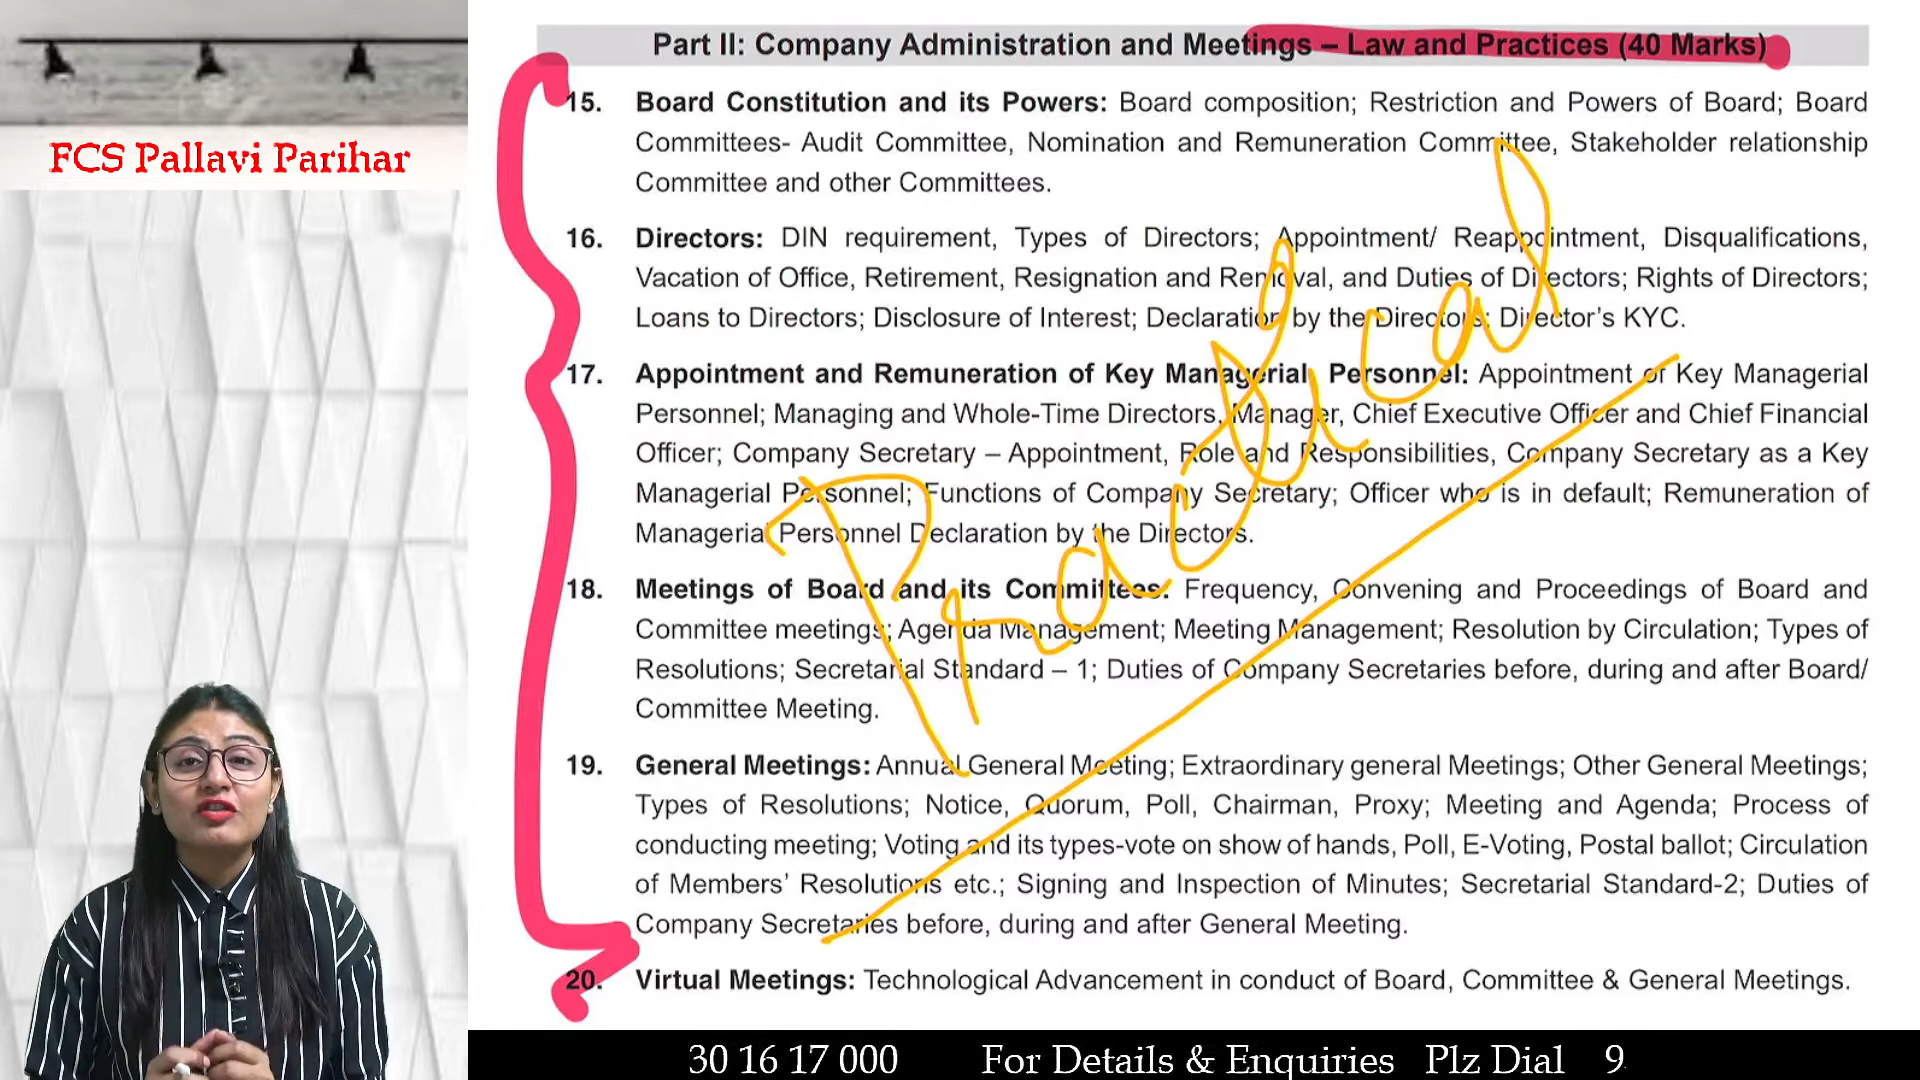 FCS Pallavi Parihar
Part II: Company Administration and Meetings – Law and Practices (40 Marks)
15. Board Constitution and its Powers: Board composition; Restriction and Powers of Board; Board
Committees- Audit Committee, Nomination and Remuneration Committee, Stakeholder relationship
Committee and other Committees.
16. Directors: DIN requirement, Types of Directors; Appointment/ Reappointment, Disqualifications,
Vacation of Office, Retirement, Resignation and Removal, and Duties of Directors; Rights of Directors;
Loans to Directors; Disclosure of Interest; Declaration by the Directors; Director’s KYC.
17. Appointment and Remuneration of Key Managerial Personnel: Appointment of Key Managerial
Personnel; Managing and Whole-Time Directors, Manager, Chief Executive Officer and Chief Financial
Officer; Company Secretary – Appointment, Role and Responsibilities, Company Secretary as a Key
Managerial Personnel; Functions of Company Secretary; Officer who is in default; Remuneration of
Managerial Personnel Declaration by the Directors.
18. Meetings of Board and its Committees: Frequency, Convening and Proceedings of Board and
Committee meetings; Agenda Management; Meeting Management; Resolution by Circulation; Types of
Resolutions; Secretarial Standard – 1; Duties of Company Secretaries before, during and after Board/
Committee Meeting.
19. General Meetings: Annual General Meeting; Extraordinary general Meetings; Other General Meetings;
Types of Resolutions; Notice, Quorum, Poll, Chairman, Proxy; Meeting and Agenda; Process of
conducting meeting; Voting and its types-vote on show of hands, Poll, E-Voting, Postal ballot; Circulation
of Members’ Resolutions etc.; Signing and Inspection of Minutes; Secretarial Standard-2; Duties of
Company Secretaries before, during and after General Meeting.
20. Virtual Meetings: Technological Advancement in conduct of Board, Committee & General Meetings.
Practical
30 16 17 000 For Details & Enquiries Plz Dial 9